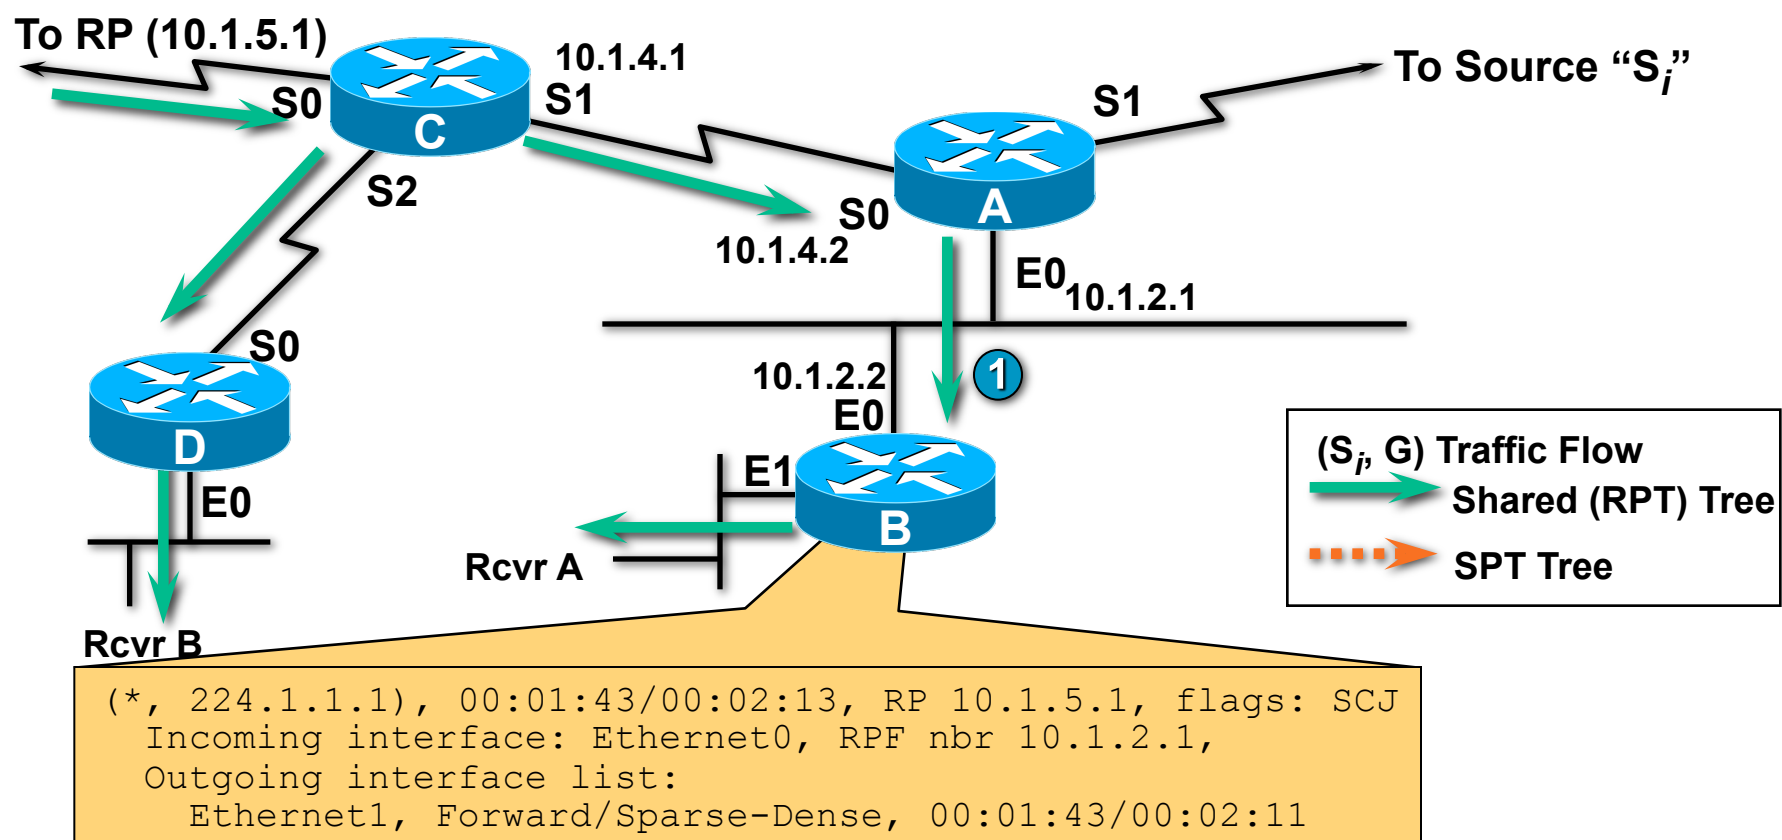 To RP (10.1.5.1)
10.1.4.1
S0
S1
C
S2
To Source “Si”
S1
A
S0
10.1.4.2
E0
10.1.2.1
S0
D
E0
Rcvr B
10.1.2.2
E0
1
E1
B
Rcvr A
(Si, G) Traffic Flow
Shared (RPT) Tree
SPT Tree
(*, 224.1.1.1), 00:01:43/00:02:13, RP 10.1.5.1, flags: SCJ
Incoming interface: Ethernet0, RPF nbr 10.1.2.1,
Outgoing interface list:
Ethernet1, Forward/Sparse-Dense, 00:01:43/00:02:11